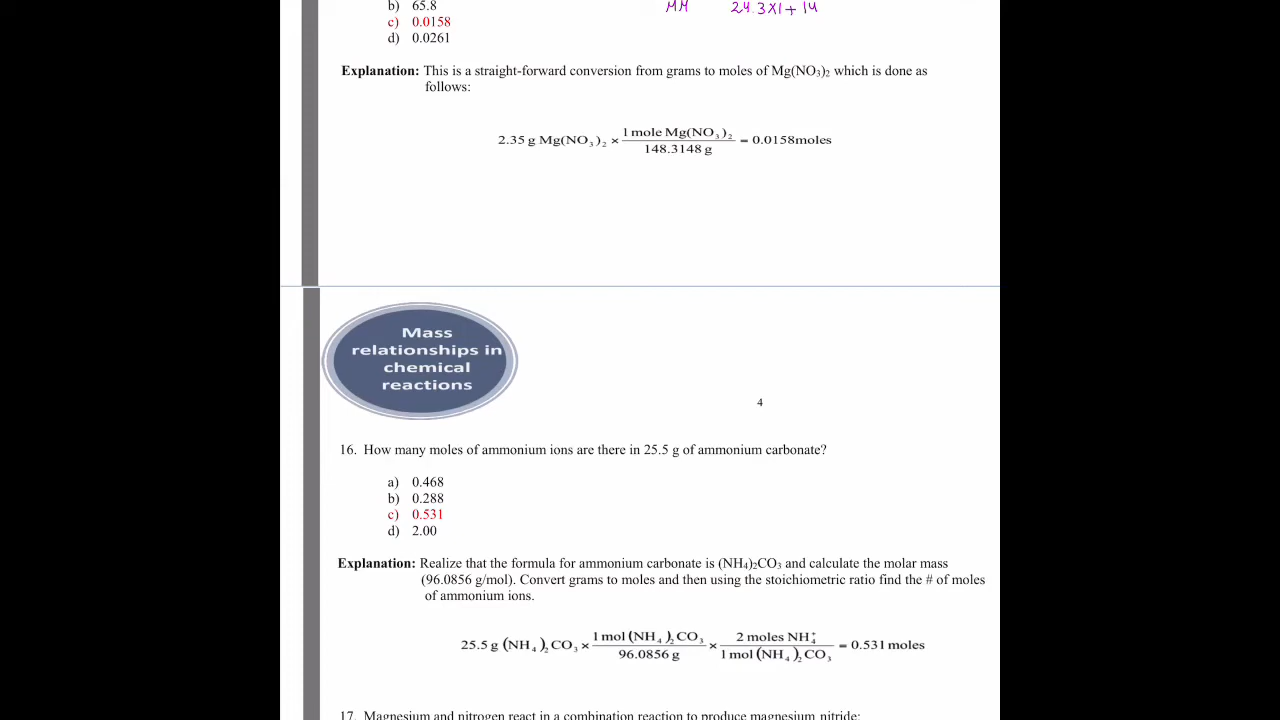 b) 65.8
MM 24.3x1+ 14
c) 0.0158
d) 0.0261
Explanation: This is a straight-forward conversion from grams to moles of Mg(NO₃)₂ which is done as
follows:
2.35 g Mg(NO₃)₂ × 1 mole Mg(NO₃)₂ / 148.3148 g = 0.0158moles
Mass
relationships in
chemical
reactions
4
16. How many moles of ammonium ions are there in 25.5 g of ammonium carbonate?
a) 0.468
b) 0.288
c) 0.531
d) 2.00
Explanation: Realize that the formula for ammonium carbonate is (NH₄)₂CO₃ and calculate the molar mass
(96.0856 g/mol). Convert grams to moles and then using the stoichiometric ratio find the # of moles
of ammonium ions.
25.5 g (NH₄)₂CO₃ × 1 mol (NH₄)₂CO₃ / 96.0856 g × 2 moles NH₄⁺ / 1 mol (NH₄)₂CO₃ = 0.531 moles
17. Magnesium and nitrogen react in a combination reaction to produce magnesium nitride: